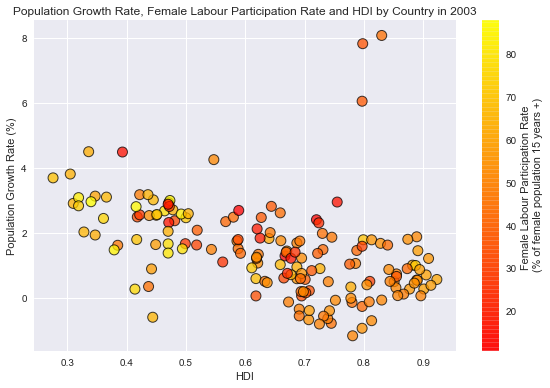 Population Growth Rate, Female Labour Participation Rate and HDI by Country in 2003
8
6
4
2
0
Population Growth Rate (%)
0.3 0.4 0.5 0.6 0.7 0.8 0.9
HDI
80
70
60
50
40
30
20
Female Labour Participation Rate
(% of female population 15 years +)